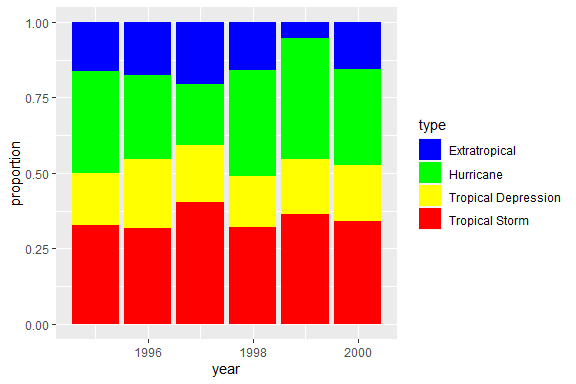 1.00
0.75
0.50
0.25
0.00
proportion
1996 1998 2000
year
type
Extratropical
Hurricane
Tropical Depression
Tropical Storm